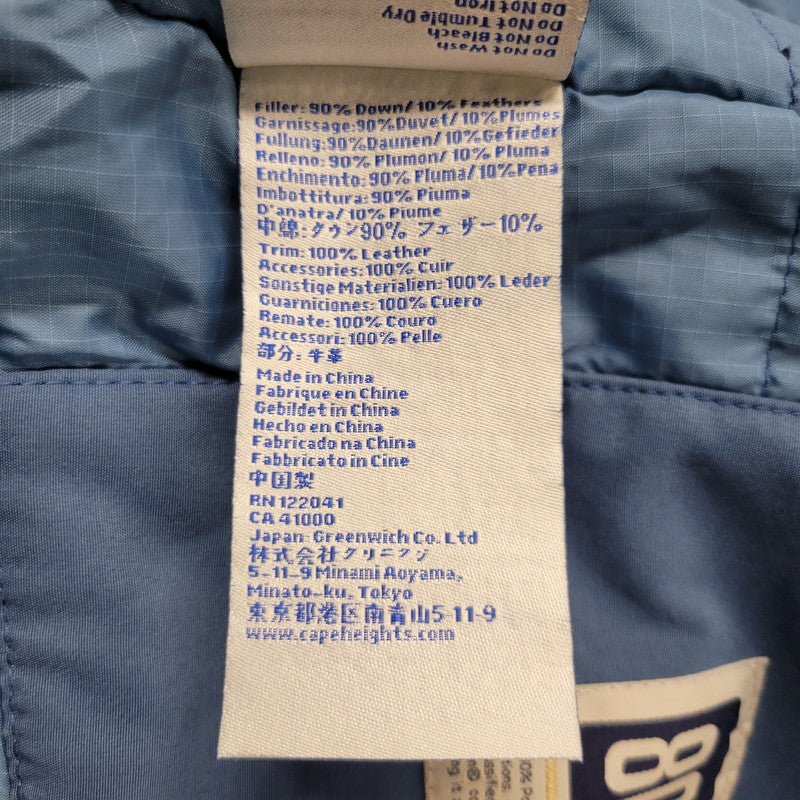 Do Not Wash
Do Not Bleach
Do Not Tumble Dry
Do Not Iron
Filler: 90% Down/ 10% Feathers
Garnissage: 90% Duvet/ 10% Plumes
Fullung: 90% Daunen/ 10% Gefieder
Relleno: 90% Plumon/ 10% Pluma
Enchimento: 90% Pluma/ 10% Pena
Imbottitura: 90% Piuma
D'anatra/ 10% Piume
中綿: ダウン90% フェザー10%
Trim: 100% Leather
Accessories: 100% Cuir
Sonstige Materialien: 100% Leder
Guarniciones: 100% Cuero
Remate: 100% Couro
Accessori: 100% Pelle
部分: 牛革
Made in China
Fabrique en Chine
Gebildet in China
Hecho en China
Fabricado na China
Fabbricato in Cine
中国製
RN 122041
CA 41000
Japan: Greenwich Co. Ltd
株式会社グリニッジ
5-11-9 Minami Aoyama,
Minato-ku, Tokyo
東京都港区南青山5-11-9
www.capeheights.com